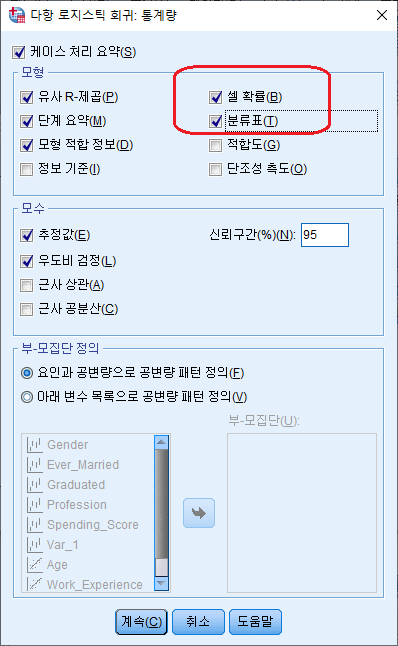 다항 로지스틱 회귀: 통계량
케이스 처리 요약(S)
모형
유사 R-제곱(P)
셀 확률(B)
단계 요약(M)
분류표(T)
모형 적합 정보(D)
적합도(G)
정보 기준(I)
단조성 측도(O)
모수
추정값(E)
신뢰구간(%)(N): 95
우도비 검정(L)
근사 상관(A)
근사 공분산(C)
부-모집단 정의
요인과 공변량으로 공변량 패턴 정의(F)
아래 변수 목록으로 공변량 패턴 정의(V)
부-모집단(U):
Gender
Ever_Married
Graduated
Profession
Spending_Score
Var_1
Age
Work_Experience
계속(C)
취소
도움말